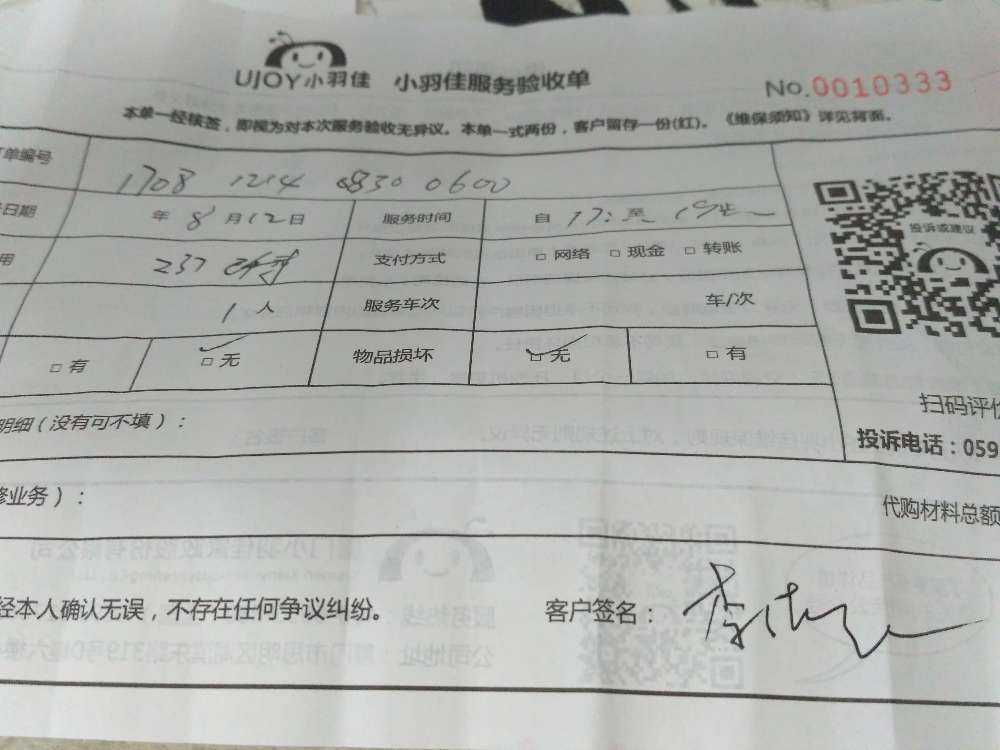 UJOY小羽佳 小羽佳服务验收单 No.0010333
本单一经核签，即视为对本次服务验收无异议。本单一式两份，客户留存一份(红)。《维保须知》详见背面。
单编号 1708 1214 0830 0600
日期 年 8 月 12 日 服务时间 自 17: 至 19
投诉或建议
用 237 支付方式 □ 网络 □ 现金 □ 转账
1 人 服务车次 车/次
□ 有 □ 无 物品损坏 □ 无 □ 有
扫码评价
明细（没有可不填）：
投诉电话：059
修业务）： 代购材料总额
经本人确认无误，不存在任何争议纠纷。 客户签名：李